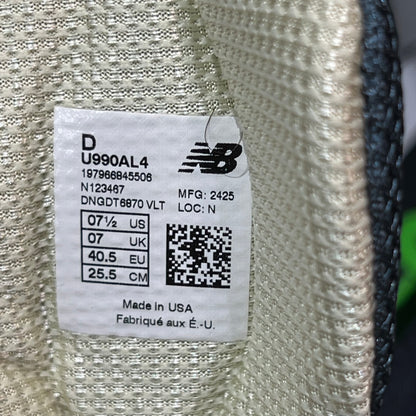 D
U990AL4
197966845506
N123467
DNGDT6870 VLT
NB
MFG: 2425
LOC: N
07½ US
07 UK
40.5 EU
25.5 CM
Made in USA
Fabriqué aux É.-U.